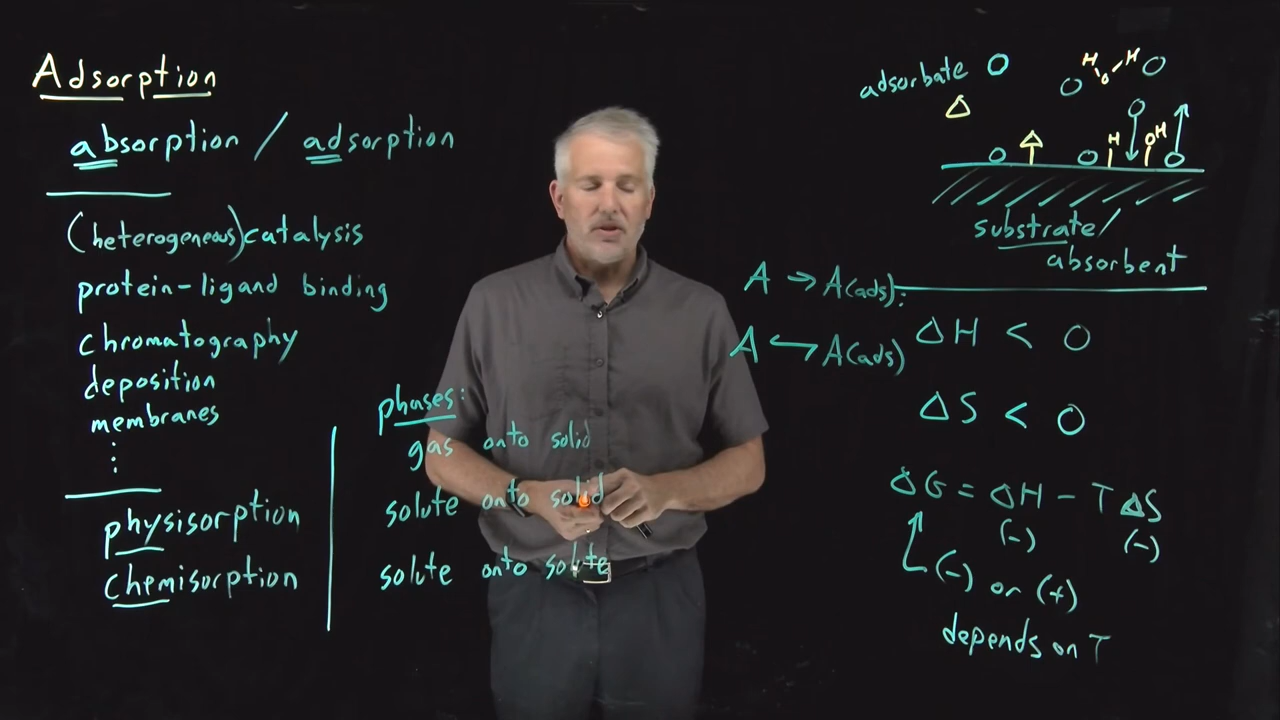 Adsorption
absorption / adsorption
(heterogeneous) catalysis
protein-ligand binding
chromatography
deposition
membranes
⋮
physisorption
chemisorption
phases:
gas onto solid
solute onto solid
solute onto solute
adsorbate
H H
H OH
substrate/
absorbent
A → A(ads):
A ⇌ A(ads)
ΔH < 0
ΔS < 0
ΔG = ΔH - TΔS
(-) (-)
(-) or (+)
depends on T